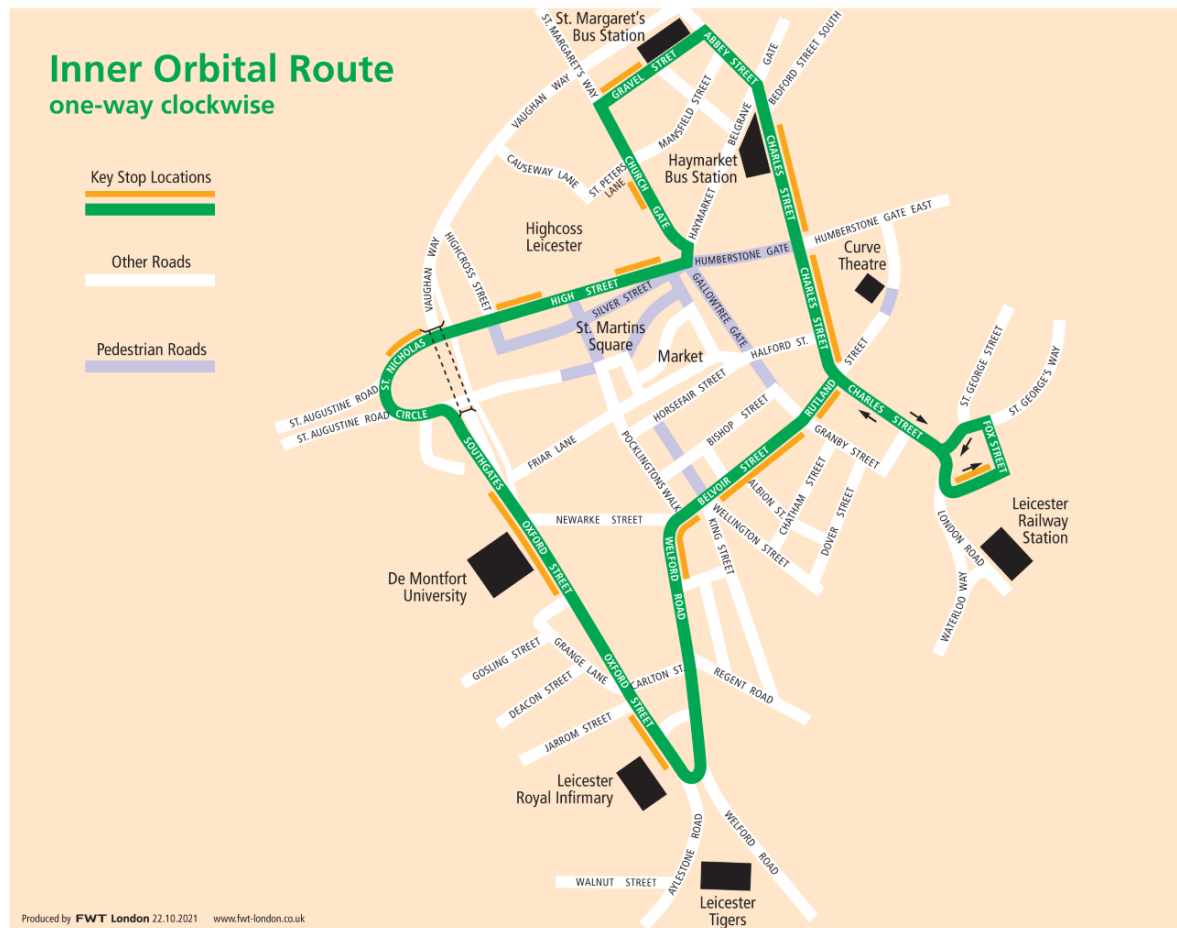 Inner Orbital Route
one-way clockwise
Key Stop Locations
Other Roads
Pedestrian Roads
St. Margaret's
Bus Station
ST. MARGARET'S WAY
VAUGHAN WAY
GRAVEL STRET
ABBEY STREET
BELGRAVE GATE
BEDFORD STREET SOUTH
MANSFIELD STREET
CAUSEWAY LANE
ST. PETERS
LANE
CHURCH GATE
Haymarket
Bus Station
HAYMARKET
CHARLES STREET
HUMBERSTONE GATE EAST
HUMBERSTONE GATE
Highcoss
Leicester
Curve
Theatre
VAUGHAN WAY
HIGHCROSS STREET
HIGH STREET
SILVER STREET
GALLOWTREE GATE
CHARLES STREET
St. Martins
Square
Market
HALFORD ST.
RUTLAND STREET
ST. GEORGE STREET
ST. GEORGE'S WAY
ST. NICHOLAS CIRCLE
ST. AUGUSTINE ROAD
ST. AUGUSTINE ROAD
HORSEFAIR STREET
BISHOP STREET
CHARLES STREET
FOX STREET
FRIAR LANE
POCKLINGTONS WALK
BELVOIR STREET
GRANBY STREET
ALBION ST.
CHATHAM STREET
DOVER STREET
WELLINGTON STREET
KING STREET
SOUTHGATES
OXFORD STREET
NEWARKE STREET
WELFORD ROAD
Leicester
Railway
Station
LONDON ROAD
WATERLOO WAY
De Montfort
University
GOSLING STREET
GRANGE LANE
DEACON STREET
JARROM STREET
OXFORD STREET
CARLTON ST.
REGENT ROAD
Leicester
Royal Infirmary
AYLESTONE ROAD
WELFORD ROAD
WALNUT STREET
Leicester
Tigers
Produced by FWT London 22.10.2021 www.fwt-london.co.uk